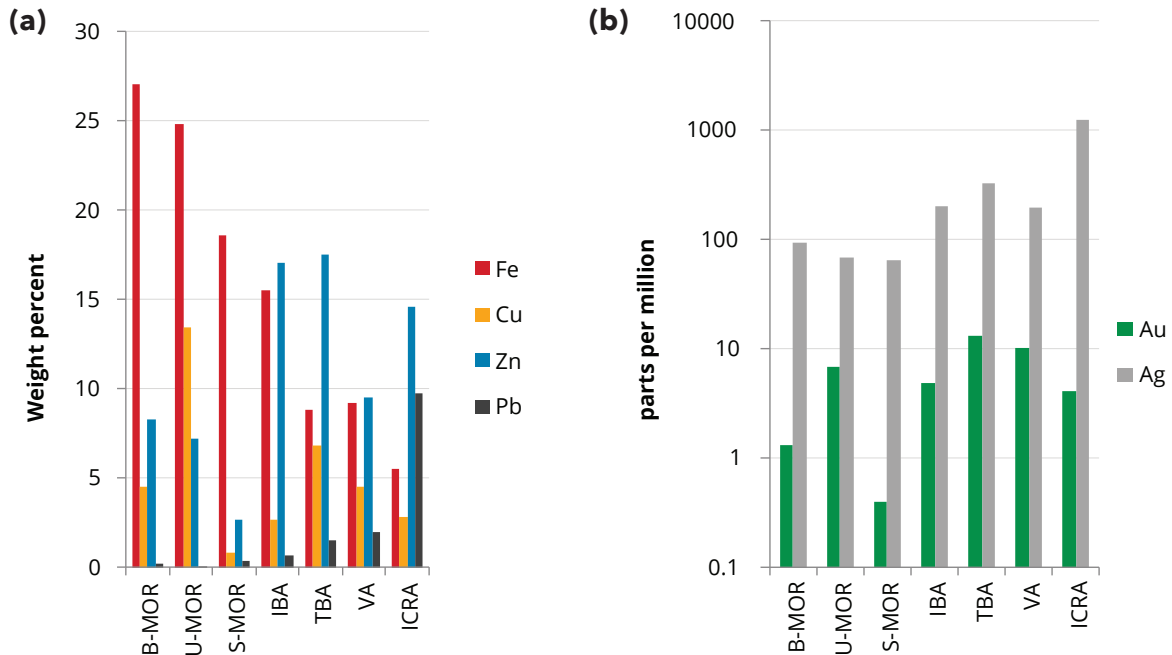 (a)
Weight percent
30
25
20
15
10
5
0
B-MOR
U-MOR
S-MOR
IBA
TBA
VA
ICRA
Fe
Cu
Zn
Pb
(b)
parts per million
10000
1000
100
10
1
0.1
B-MOR
U-MOR
S-MOR
IBA
TBA
VA
ICRA
Au
Ag